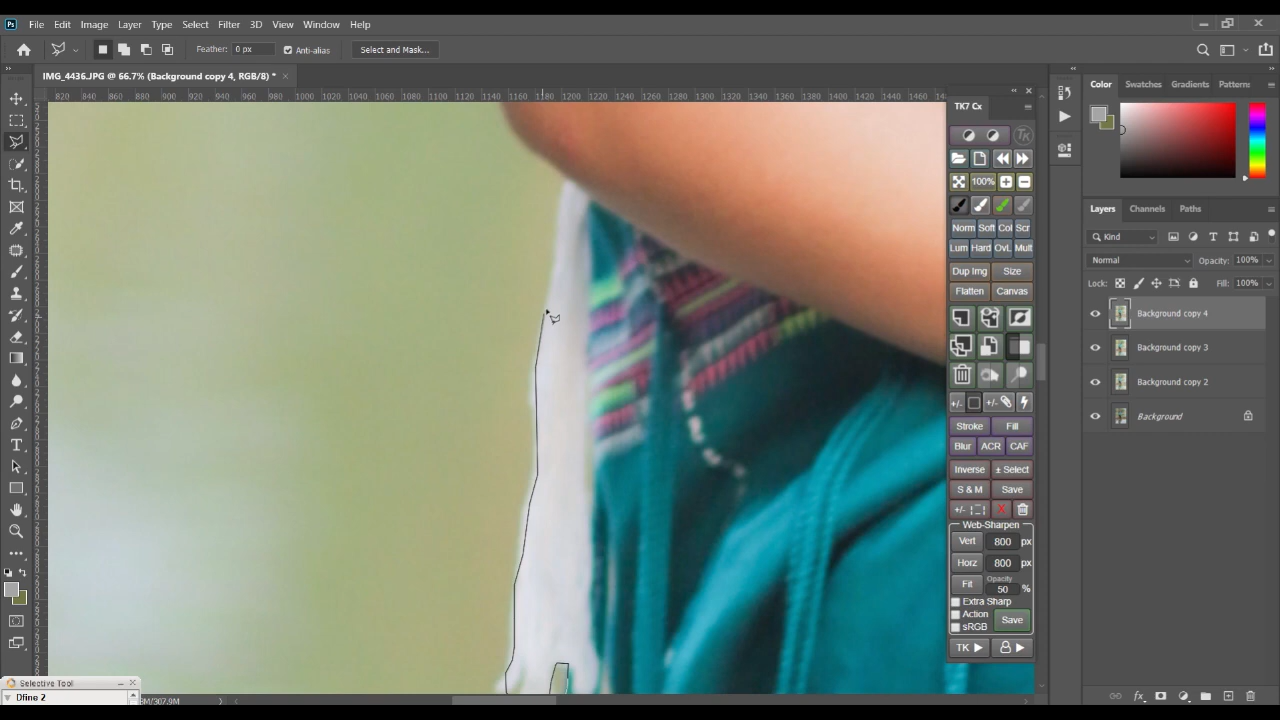 Ps File Edit Image Layer Type Select Filter 3D View Window Help
Feather: 0 px Anti-alias Select and Mask...
IMG_4436.JPG @ 66.7% (Background copy 4, RGB/8) * ×
820 840 860 880 900 920 940 960 980 1000 1020 1040 1060 1080 1100 1120 1140 1160 1180 1200 1220 1240 1260 1280 1300 1320 1340 1360 1380 1400 1420 1440 1460
TK7 Cx
TK
100%
Norm Soft Col Scr
Lum Hard OvL Mult
Dup Img Size
Flatten Canvas
+/- +/-
Stroke Fill
Blur ACR CAF
Inverse ± Select
S & M Save
+/- X
Web-Sharpen
Vert 800 px
Horz 800 px
Fit Opacity 50 %
Extra Sharp
Action
sRGB
Save
TK
Color Swatches Gradients Patterns
Layers Channels Paths
Kind
Normal Opacity: 100%
Lock: Fill: 100%
Background copy 4
Background copy 3
Background copy 2
Background
fx
Selective Tool
Dfine 2
M/307.9M